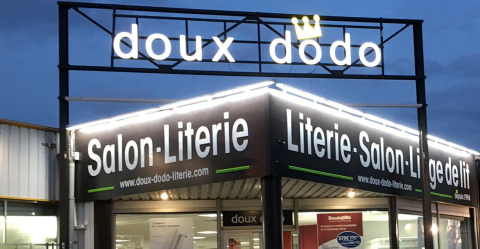 doux dodo
Salon-Literie
www.doux-dodo-literie.com
Literie-Salon-Linge de lit
www.doux-dodo-literie.com
depuis 1994
doux dodo